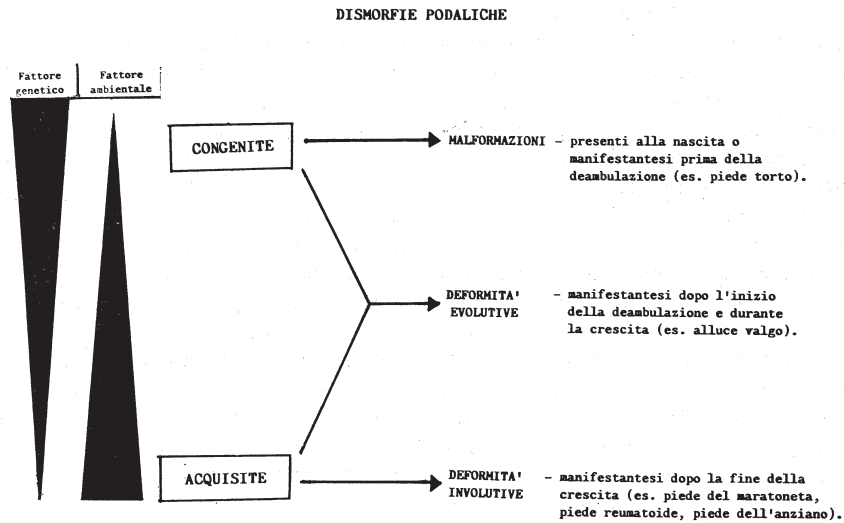 DISMORFIE PODALICHE
Fattore
genetico
Fattore
ambientale
CONGENITE
MALFORMAZIONI - presenti alla nascita o
manifestantesi prima della
deambulazione (es. piede torto).
DEFORMITA' - manifestantesi dopo l'inizio
EVOLUTIVE della deambulazione e durante
la crescita (es. alluce valgo).
ACQUISITE
DEFORMITA' - manifestantesi dopo la fine della
INVOLUTIVE crescita (es. piede del maratoneta,
piede reumatoide, piede dell'anziano).